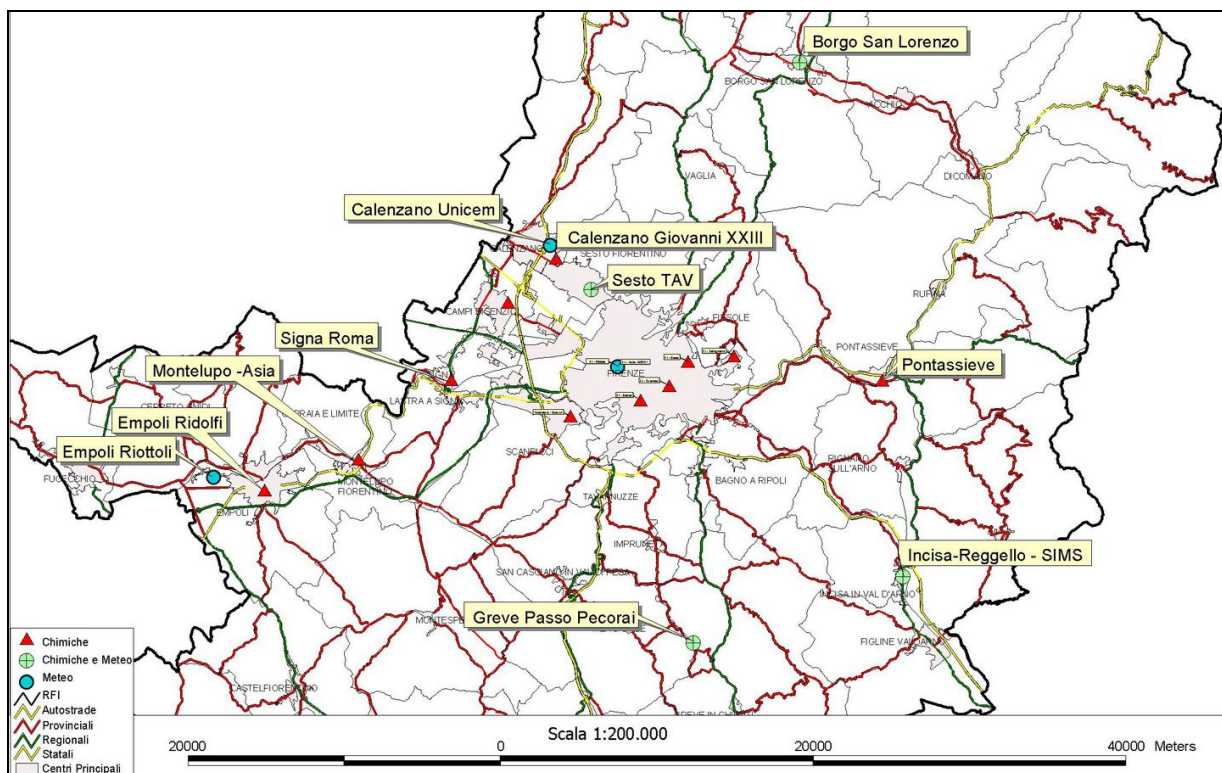 Borgo San Lorenzo
BORGO SAN LORENZO
DICOMANO
VAGLIA
Calenzano Unicem
Calenzano Giovanni XXIII
CALENZANO
SESTO FIORENTINO
Sesto TAV
RUFINA
CAMPI BISENZIO
FIESOLE
Signa Roma
PONTASSIEVE
FIRENZE
Pontassieve
Montelupo -Asia
LASTRA A SIGNA
Empoli Ridolfi
SCANDICCI
Empoli Riottoli
RIGNANO
SULL'ARNO
FUCECCHIO
MONTELUPO
FIORENTINO
BAGNO A RIPOLI
TAVARNUZZE
EMPOLI
IMPRUNETA
Incisa-Reggello - SIMS
SAN CASCIANO IN VAL DI PESA
INCISA IN VAL D'ARNO
Greve Passo Pecorai
FIGLINE VALDARNO
CASTELFIORENTINO
Chimiche
Chimiche e Meteo
Meteo
RFI
Autostrade
Provinciali
Regionali
Statali
Centri Principali
Scala 1:200.000
20000 0 20000 40000 Meters